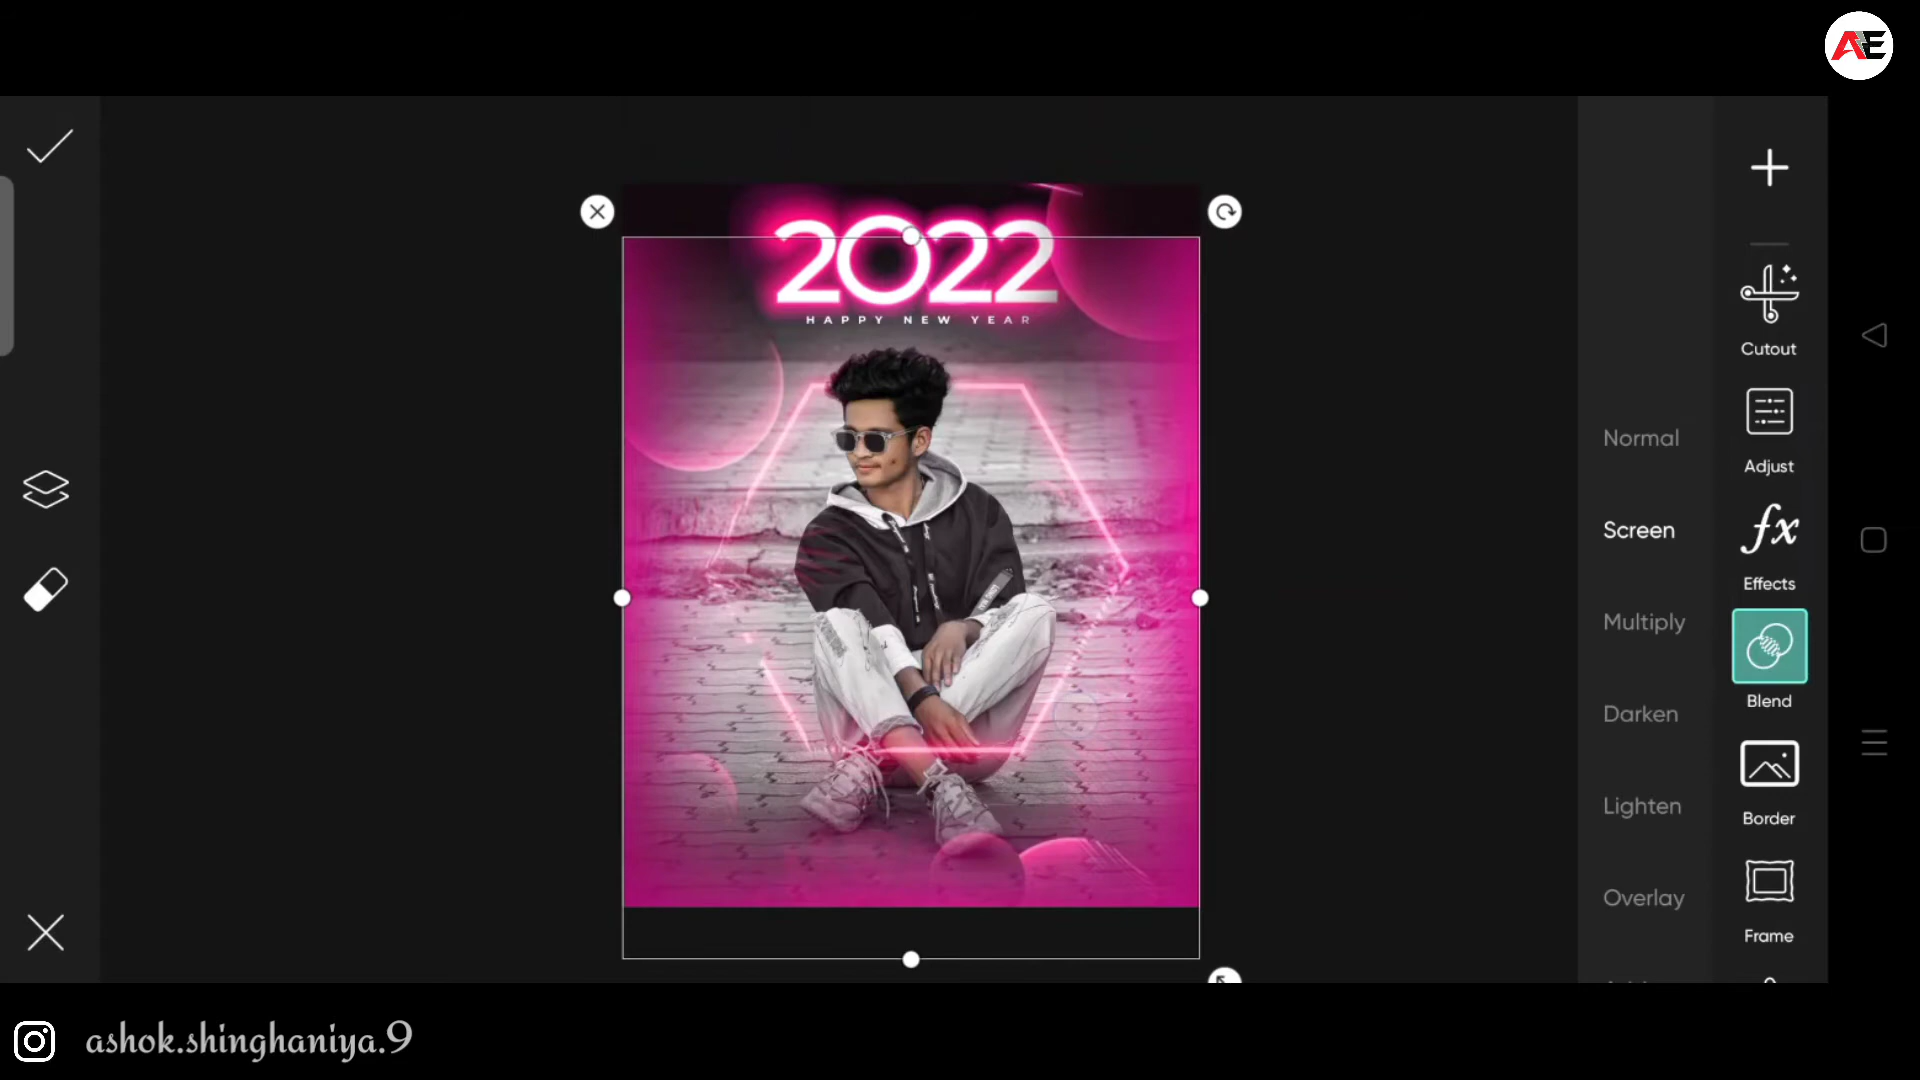 AE
2022
HAPPY NEW YEAR
Normal
Screen
Multiply
Darken
Lighten
Overlay
Cutout
Adjust
fx
Effects
Blend
Border
Frame
ashok.shinghaniya.9